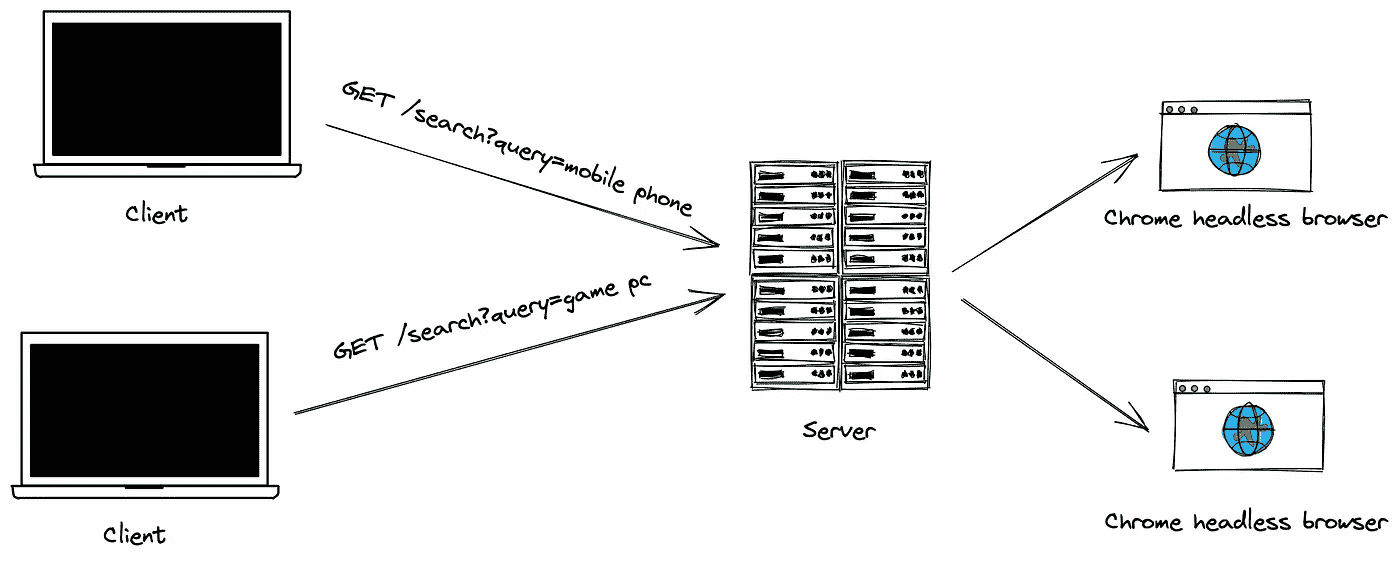 GET /search?query=mobile phone
Client
Chrome headless browser
GET /search?query=game pc
Server
Client
Chrome headless browser